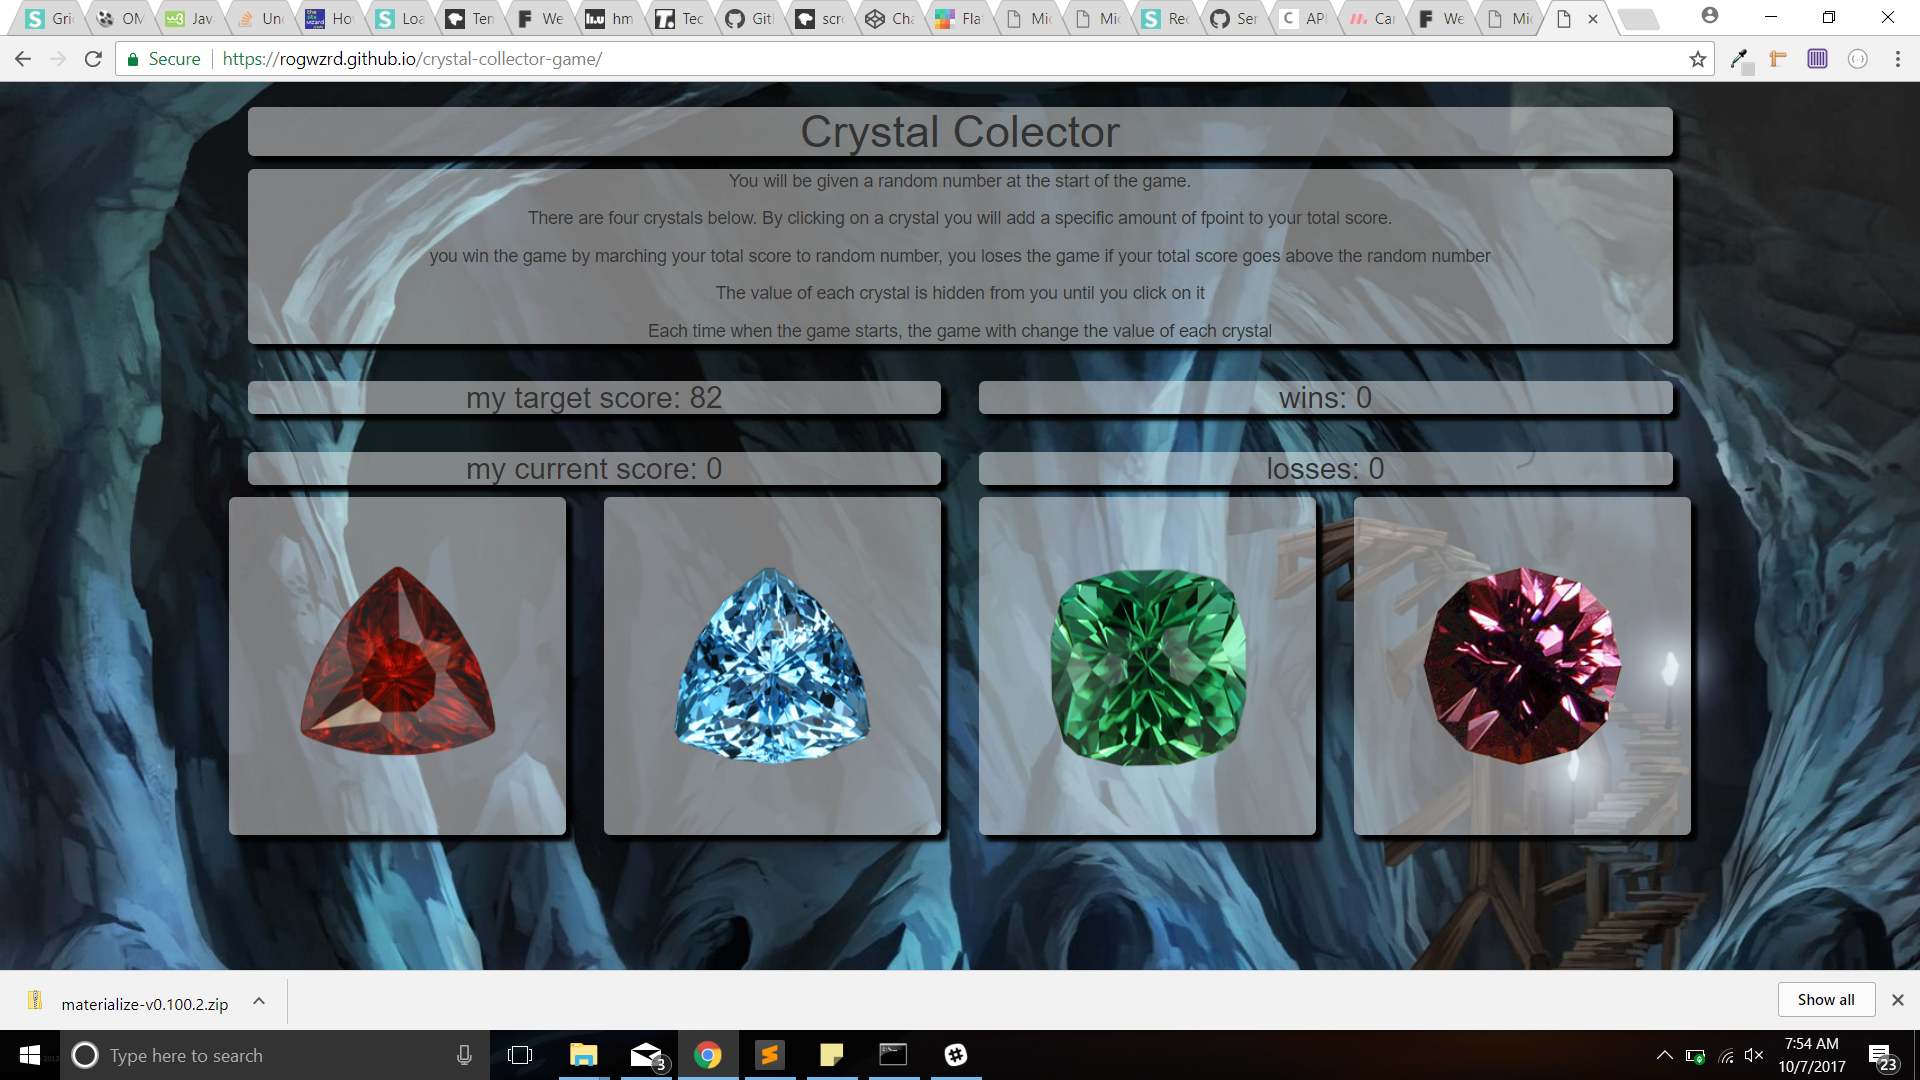 Gri
OM
Jav
Un
Ho
Loa
Ten
We
hm
Tec
Git
scr
Cha
Flat
Mic
Mic
Rec
Ser
API
Car
We
Mic
Secure https://rogwzrd.github.io/crystal-collector-game/
Crystal Colector
You will be given a random number at the start of the game.
There are four crystals below. By clicking on a crystal you will add a specific amount of fpoint to your total score.
you win the game by marching your total score to random number, you loses the game if your total score goes above the random number
The value of each crystal is hidden from you until you click on it
Each time when the game starts, the game with change the value of each crystal
my target score: 82
wins: 0
my current score: 0
losses: 0
materialize-v0.100.2.zip
Show all
Type here to search
3
7:54 AM
10/7/2017
23